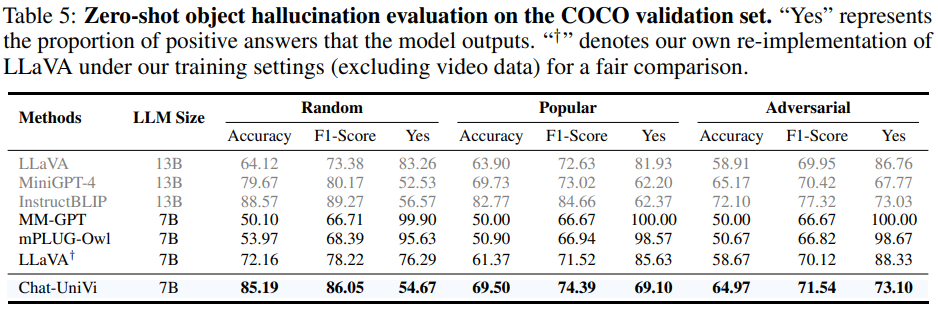 Table 5: Zero-shot object hallucination evaluation on the COCO validation set. “Yes” represents
the proportion of positive answers that the model outputs. “†” denotes our own re-implementation of
LLaVA under our training settings (excluding video data) for a fair comparison.
Methods LLM Size Random Popular Adversarial
Accuracy F1-Score Yes Accuracy F1-Score Yes Accuracy F1-Score Yes
LLaVA 13B 64.12 73.38 83.26 63.90 72.63 81.93 58.91 69.95 86.76
MiniGPT-4 13B 79.67 80.17 52.53 69.73 73.02 62.20 65.17 70.42 67.77
InstructBLIP 13B 88.57 89.27 56.57 82.77 84.66 62.37 72.10 77.32 73.03
MM-GPT 7B 50.10 66.71 99.90 50.00 66.67 100.00 50.00 66.67 100.00
mPLUG-Owl 7B 53.97 68.39 95.63 50.90 66.94 98.57 50.67 66.82 98.67
LLaVA† 7B 72.16 78.22 76.29 61.37 71.52 85.63 58.67 70.12 88.33
Chat-UniVi 7B 85.19 86.05 54.67 69.50 74.39 69.10 64.97 71.54 73.10